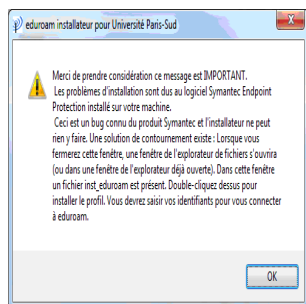 eduroam installateur pour Université Paris-Sud
X
Merci de prendre considération ce message est IMPORTANT.
Les problèmes d'installation sont dus au logiciel Symantec Endpoint
Protection installé sur votre machine.
Ceci est un bug connu du produit Symantec et l'installateur ne peut
rien y faire. Une solution de contournement existe : Lorsque vous
fermerez cette fenêtre, une fenêtre de l'explorateur de fichiers s'ouvrira
(ou dans une fenêtre de l'explorateur déjà ouverte). Dans cette fenêtre
un fichier inst_eduroam est présent. Double-cliquez dessus pour
installer le profil. Vous devrez saisir vos identifiants pour vous connecter
à eduroam.
OK